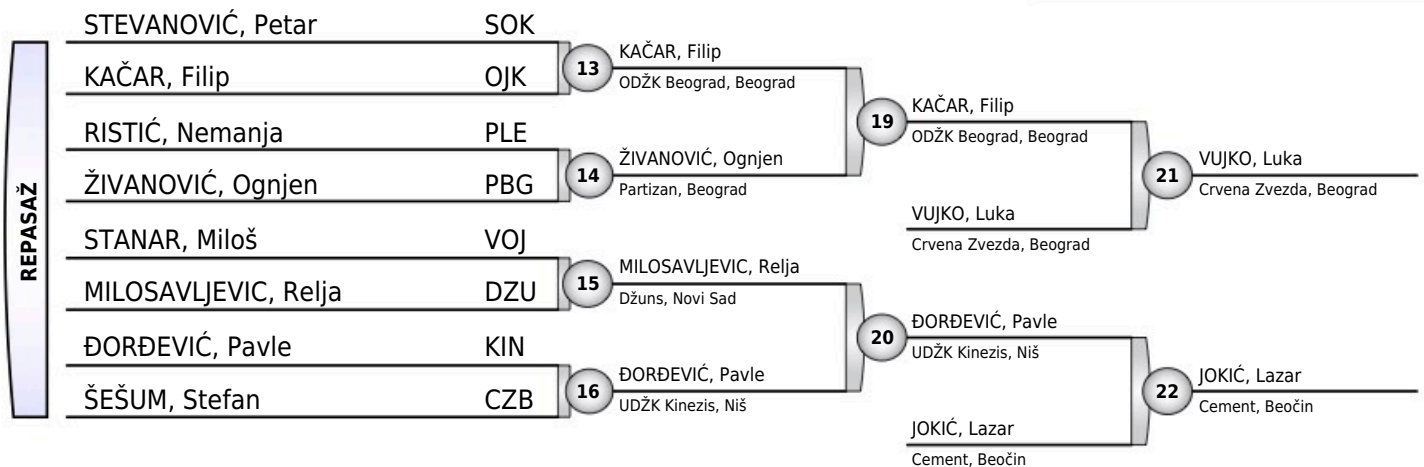 REPASAŽ
STEVANOVIĆ, Petar SOK
KAČAR, Filip OJK
RISTIĆ, Nemanja PLE
ŽIVANOVIĆ, Ognjen PBG
STANAR, Miloš VOJ
MILOSAVLJEVIC, Relja DZU
ĐORĐEVIĆ, Pavle KIN
ŠEŠUM, Stefan CZB
13
KAČAR, Filip
ODŽK Beograd, Beograd
14
ŽIVANOVIĆ, Ognjen
Partizan, Beograd
15
MILOSAVLJEVIC, Relja
Džuns, Novi Sad
16
ĐORĐEVIĆ, Pavle
UDŽK Kinezis, Niš
19
KAČAR, Filip
ODŽK Beograd, Beograd
VUJKO, Luka
Crvena Zvezda, Beograd
20
ĐORĐEVIĆ, Pavle
UDŽK Kinezis, Niš
JOKIĆ, Lazar
Cement, Beočin
21
VUJKO, Luka
Crvena Zvezda, Beograd
22
JOKIĆ, Lazar
Cement, Beočin